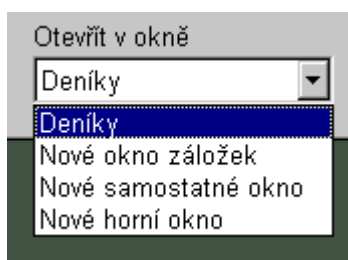 Otevřít v okně
Deníky
Deníky
Nové okno záložek
Nové samostatné okno
Nové horní okno